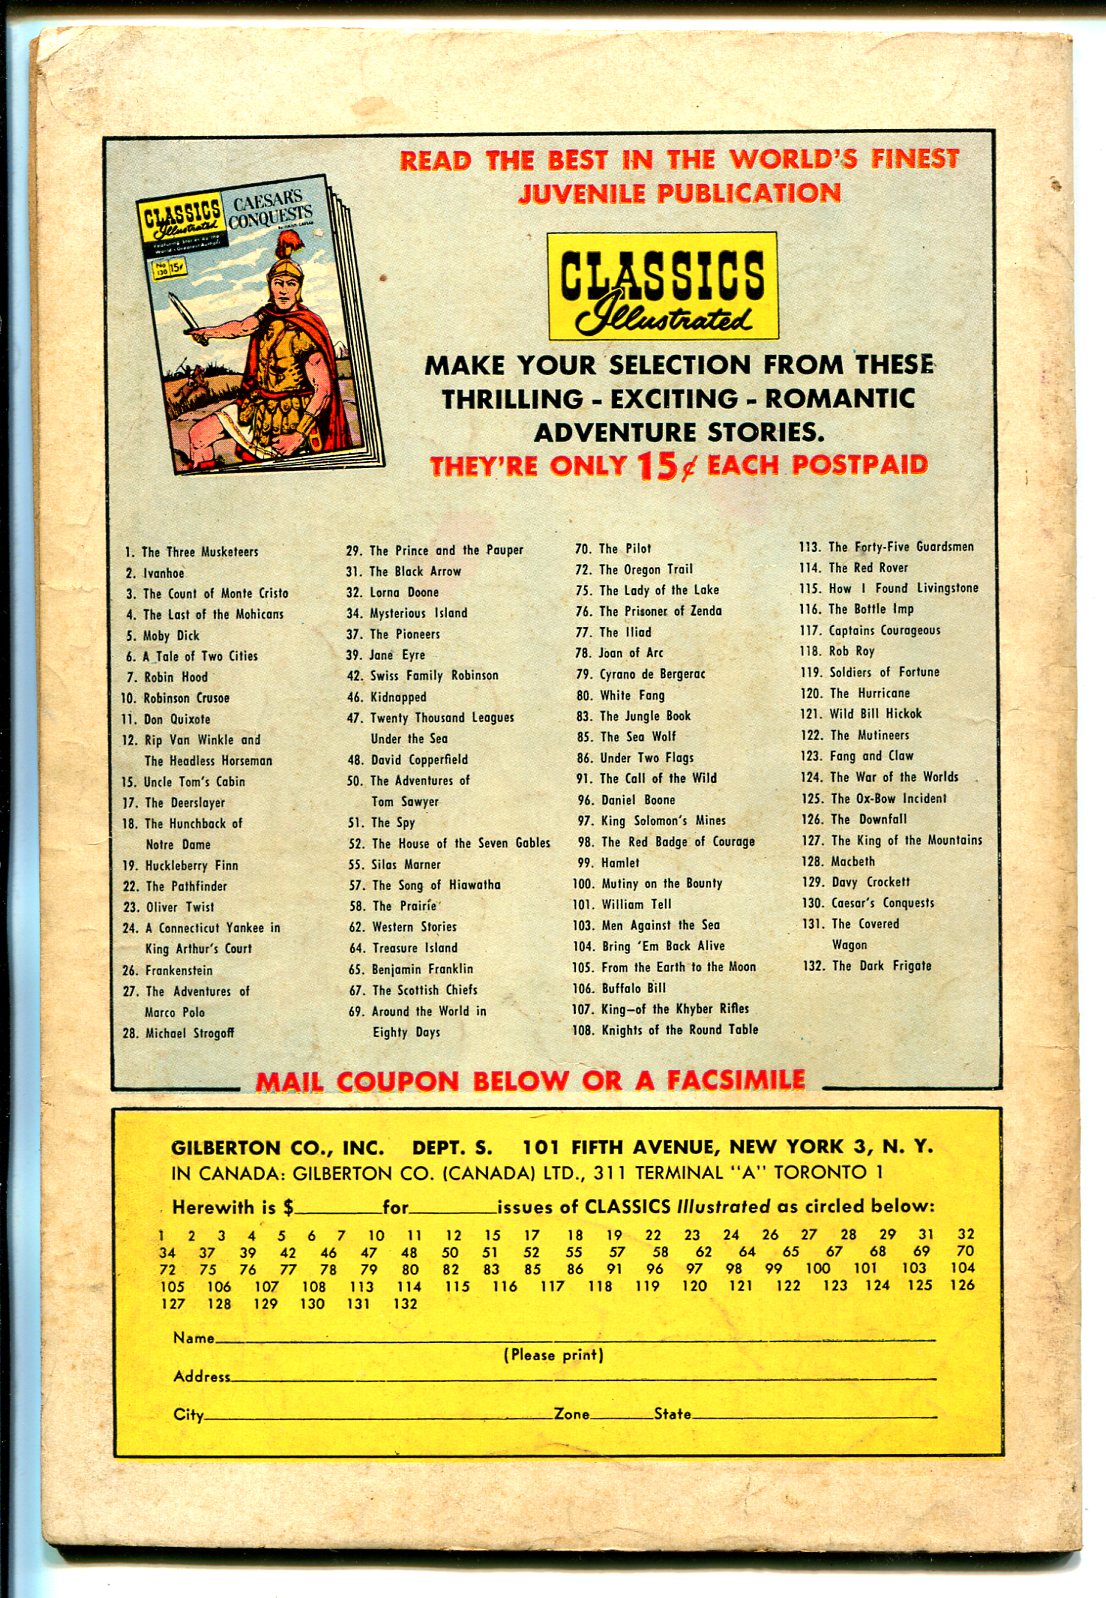 READ THE BEST IN THE WORLD'S FINEST
JUVENILE PUBLICATION
CLASSICS
Illustrated
Featuring Stories by the
World's Greatest Authors
CAESAR'S
CONQUESTS
No
130
15¢
CLASSICS
Illustrated
MAKE YOUR SELECTION FROM THESE
THRILLING - EXCITING - ROMANTIC
ADVENTURE STORIES.
THEY'RE ONLY 15¢ EACH POSTPAID
1. The Three Musketeers
2. Ivanhoe
3. The Count of Monte Cristo
4. The Last of the Mohicans
5. Moby Dick
6. A Tale of Two Cities
7. Robin Hood
10. Robinson Crusoe
11. Don Quixote
12. Rip Van Winkle and
The Headless Horseman
15. Uncle Tom's Cabin
17. The Deerslayer
18. The Hunchback of
Notre Dame
19. Huckleberry Finn
22. The Pathfinder
23. Oliver Twist
24. A Connecticut Yankee in
King Arthur's Court
26. Frankenstein
27. The Adventures of
Marco Polo
28. Michael Strogoff
29. The Prince and the Pauper
31. The Black Arrow
32. Lorna Doone
34. Mysterious Island
37. The Pioneers
39. Jane Eyre
42. Swiss Family Robinson
46. Kidnapped
47. Twenty Thousand Leagues
Under the Sea
48. David Copperfield
50. The Adventures of
Tom Sawyer
51. The Spy
52. The House of the Seven Gables
55. Silas Marner
57. The Song of Hiawatha
58. The Prairie
62. Western Stories
64. Treasure Island
65. Benjamin Franklin
67. The Scottish Chiefs
69. Around the World in
Eighty Days
70. The Pilot
72. The Oregon Trail
75. The Lady of the Lake
76. The Prisoner of Zenda
77. The Iliad
78. Joan of Arc
79. Cyrano de Bergerac
80. White Fang
83. The Jungle Book
85. The Sea Wolf
86. Under Two Flags
91. The Call of the Wild
96. Daniel Boone
97. King Solomon's Mines
98. The Red Badge of Courage
99. Hamlet
100. Mutiny on the Bounty
101. William Tell
103. Men Against the Sea
104. Bring 'Em Back Alive
105. From the Earth to the Moon
106. Buffalo Bill
107. King—of the Khyber Rifles
108. Knights of the Round Table
113. The Forty-Five Guardsmen
114. The Red Rover
115. How I Found Livingstone
116. The Bottle Imp
117. Captains Courageous
118. Rob Roy
119. Soldiers of Fortune
120. The Hurricane
121. Wild Bill Hickok
122. The Mutineers
123. Fang and Claw
124. The War of the Worlds
125. The Ox-Bow Incident
126. The Downfall
127. The King of the Mountains
128. Macbeth
129. Davy Crockett
130. Caesar's Conquests
131. The Covered
Wagon
132. The Dark Frigate
MAIL COUPON BELOW OR A FACSIMILE
GILBERTON CO., INC. DEPT. S. 101 FIFTH AVENUE, NEW YORK 3, N. Y.
IN CANADA: GILBERTON CO. (CANADA) LTD., 311 TERMINAL "A" TORONTO 1
Herewith is $ for issues of CLASSICS Illustrated as circled below:
1 2 3 4 5 6 7 10 11 12 15 17 18 19 22 23 24 26 27 28 29 31 32
34 37 39 42 46 47 48 50 51 52 55 57 58 62 64 65 67 68 69 70
72 75 76 77 78 79 80 82 83 85 86 91 96 97 98 99 100 101 103 104
105 106 107 108 113 114 115 116 117 118 119 120 121 122 123 124 125 126
127 128 129 130 131 132
Name
(Please print)
Address
City Zone State